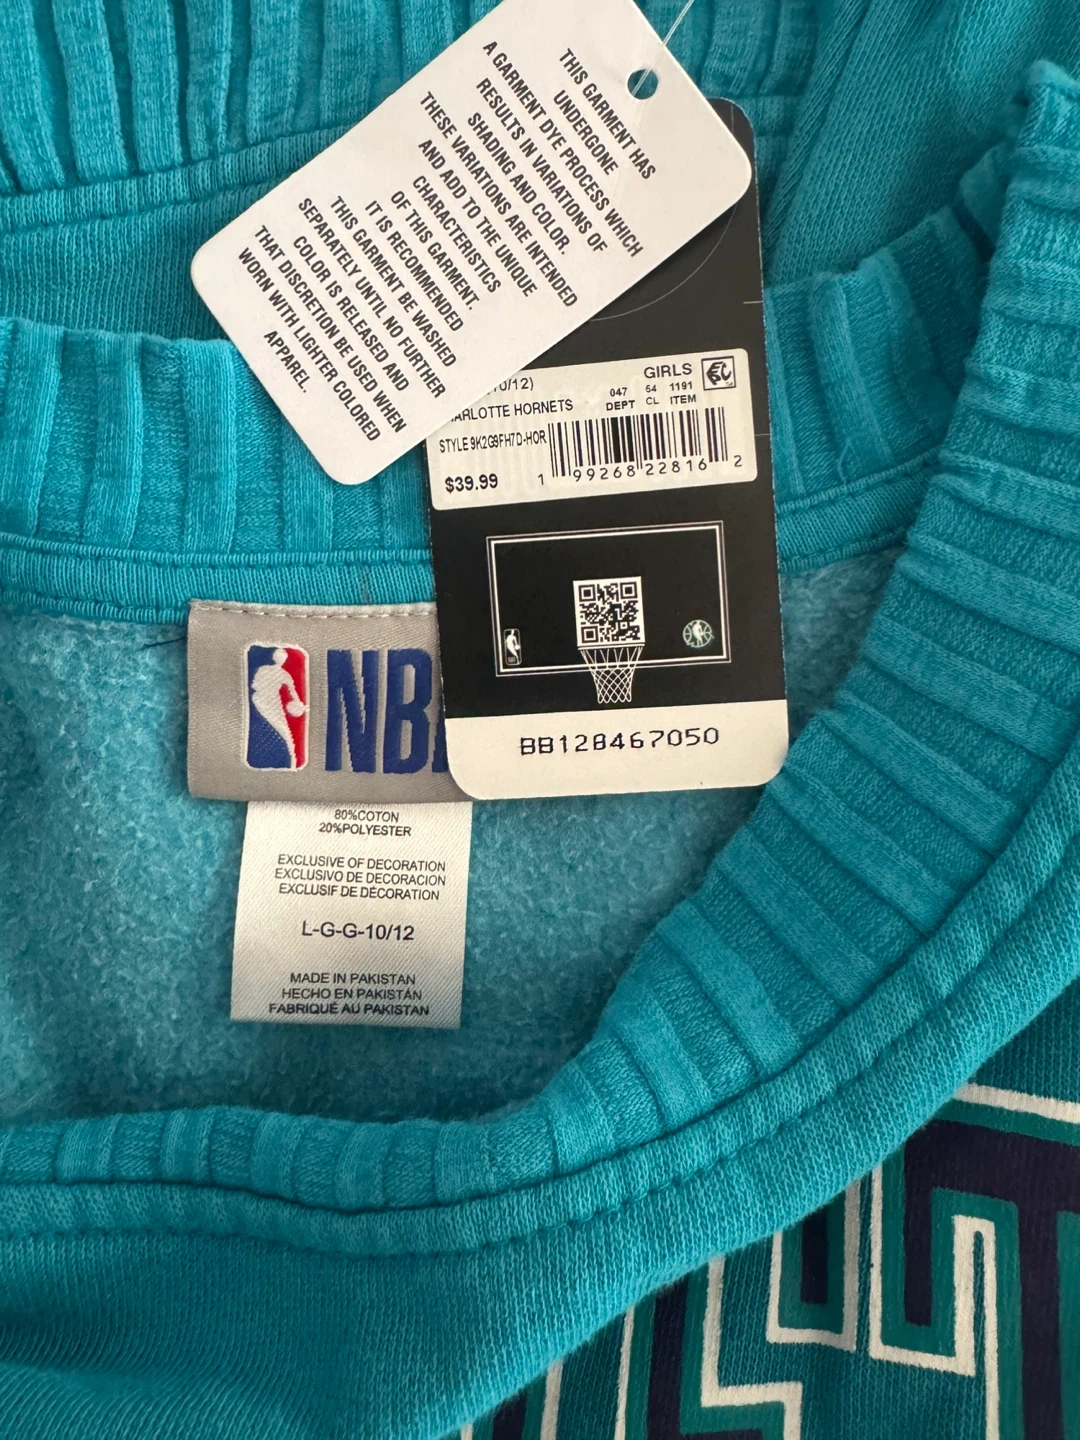 THIS GARMENT HAS
UNDERGONE
A GARMENT DYE PROCESS WHICH
RESULTS IN VARIATIONS OF
SHADING AND COLOR.
THESE VARIATIONS ARE INTENDED
AND ADD TO THE UNIQUE
CHARACTERISTICS
OF THIS GARMENT.
IT IS RECOMMENDED
THIS GARMENT BE WASHED
SEPARATELY UNTIL NO FURTHER
COLOR IS RELEASED AND
THAT DISCRETION BE USED WHEN
WORN WITH LIGHTER COLORED
APPAREL.
GIRLS
10/12)
047 54 1191
DEPT CL ITEM
HORNETS
STYLE 9K2G9FH7D-HOR
$39.99
1 99268 22816 2
BB128467050
NB
80%COTON
20%POLYESTER
EXCLUSIVE OF DECORATION
EXCLUSIVO DE DECORACION
EXCLUSIF DE DÉCORATION
L-G-G-10/12
MADE IN PAKISTAN
HECHO EN PAKISTÁN
FABRIQUÉ AU PAKISTAN